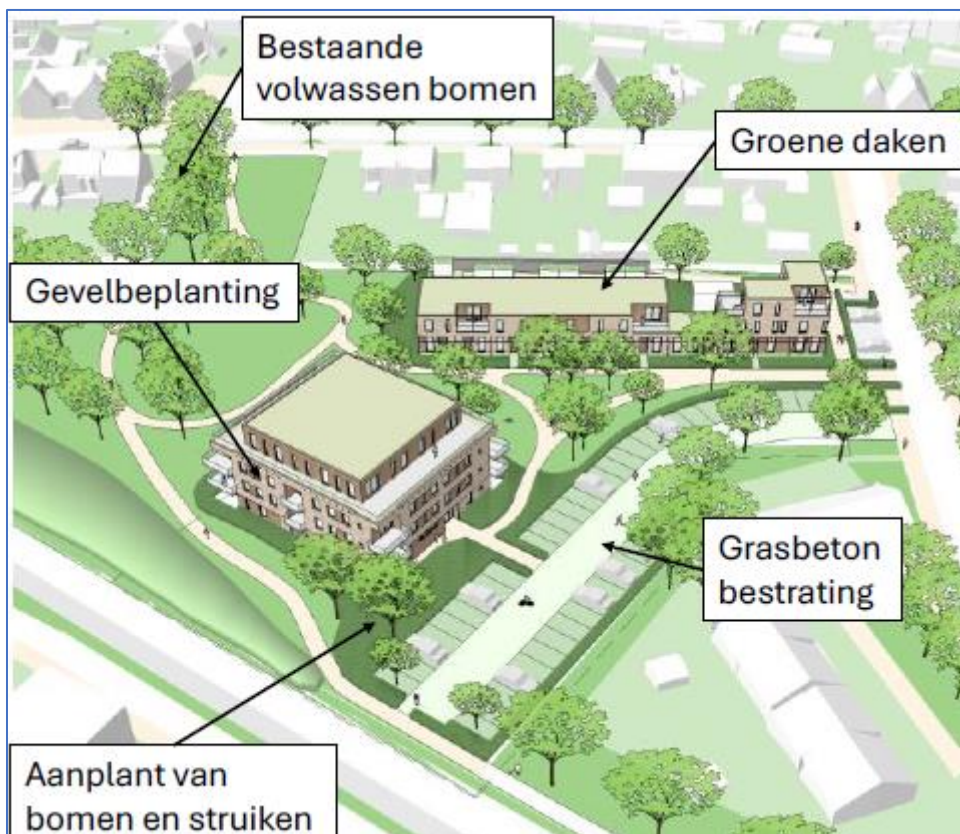 Bestaande
volwassen bomen
Groene daken
Gevelbeplanting
Grasbeton
bestrating
Aanplant van
bomen en struiken